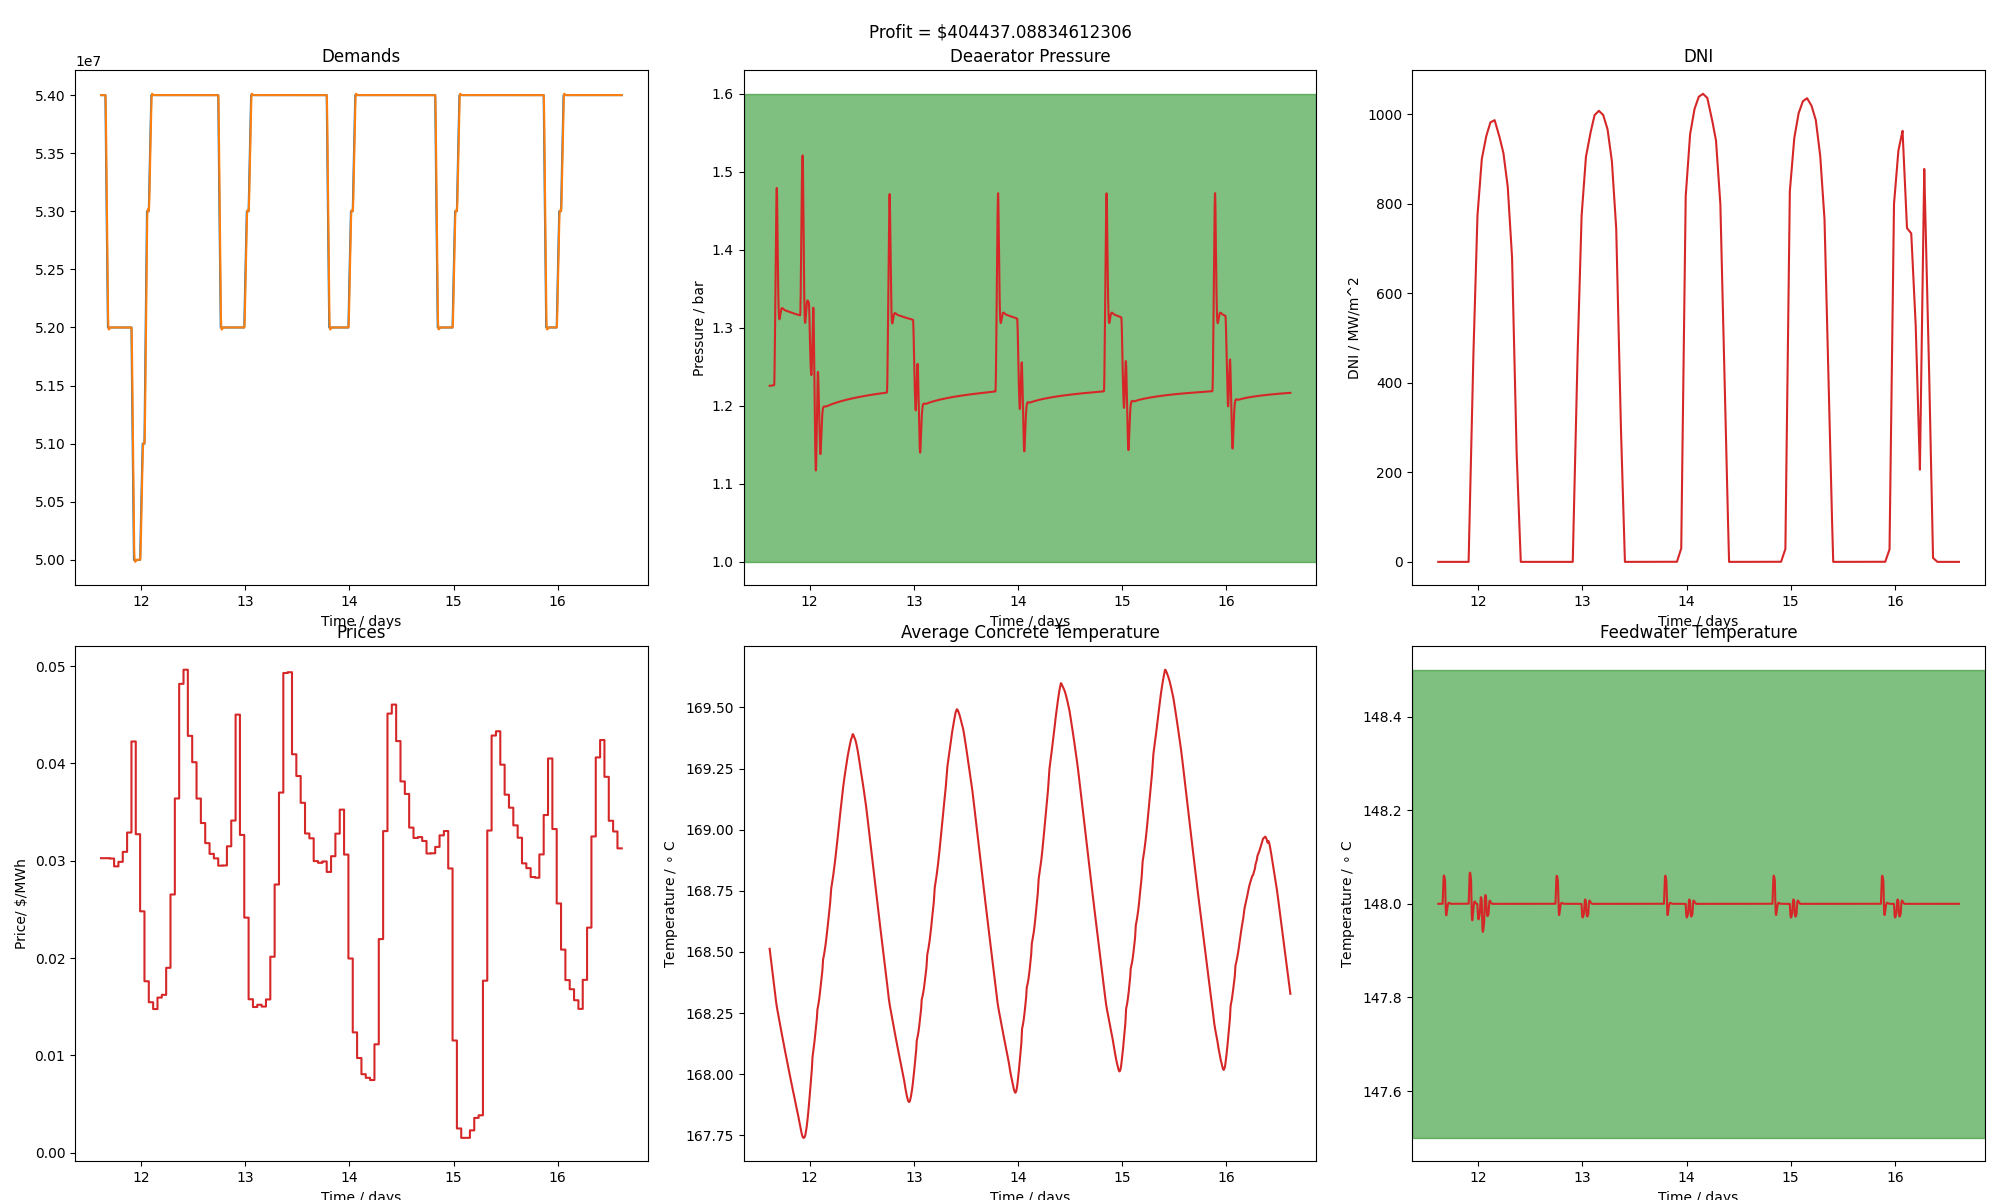 Profit = $404437.08834612306
Demands
1e7
5.40
5.35
5.30
5.25
5.20
5.15
5.10
5.05
5.00
12 13 14 15 16
Time / days
Deaerator Pressure
Pressure / bar
1.6
1.5
1.4
1.3
1.2
1.1
1.0
12 13 14 15 16
Time / days
DNI
DNI / MW/m^2
1000
800
600
400
200
0
12 13 14 15 16
Time / days
Prices
Price/ $/MWh
0.05
0.04
0.03
0.02
0.01
0.00
12 13 14 15 16
Time / days
Average Concrete Temperature
Temperature / ∘ C
169.50
169.25
169.00
168.75
168.50
168.25
168.00
167.75
12 13 14 15 16
Time / days
Feedwater Temperature
Temperature / ∘ C
148.4
148.2
148.0
147.8
147.6
12 13 14 15 16
Time / days